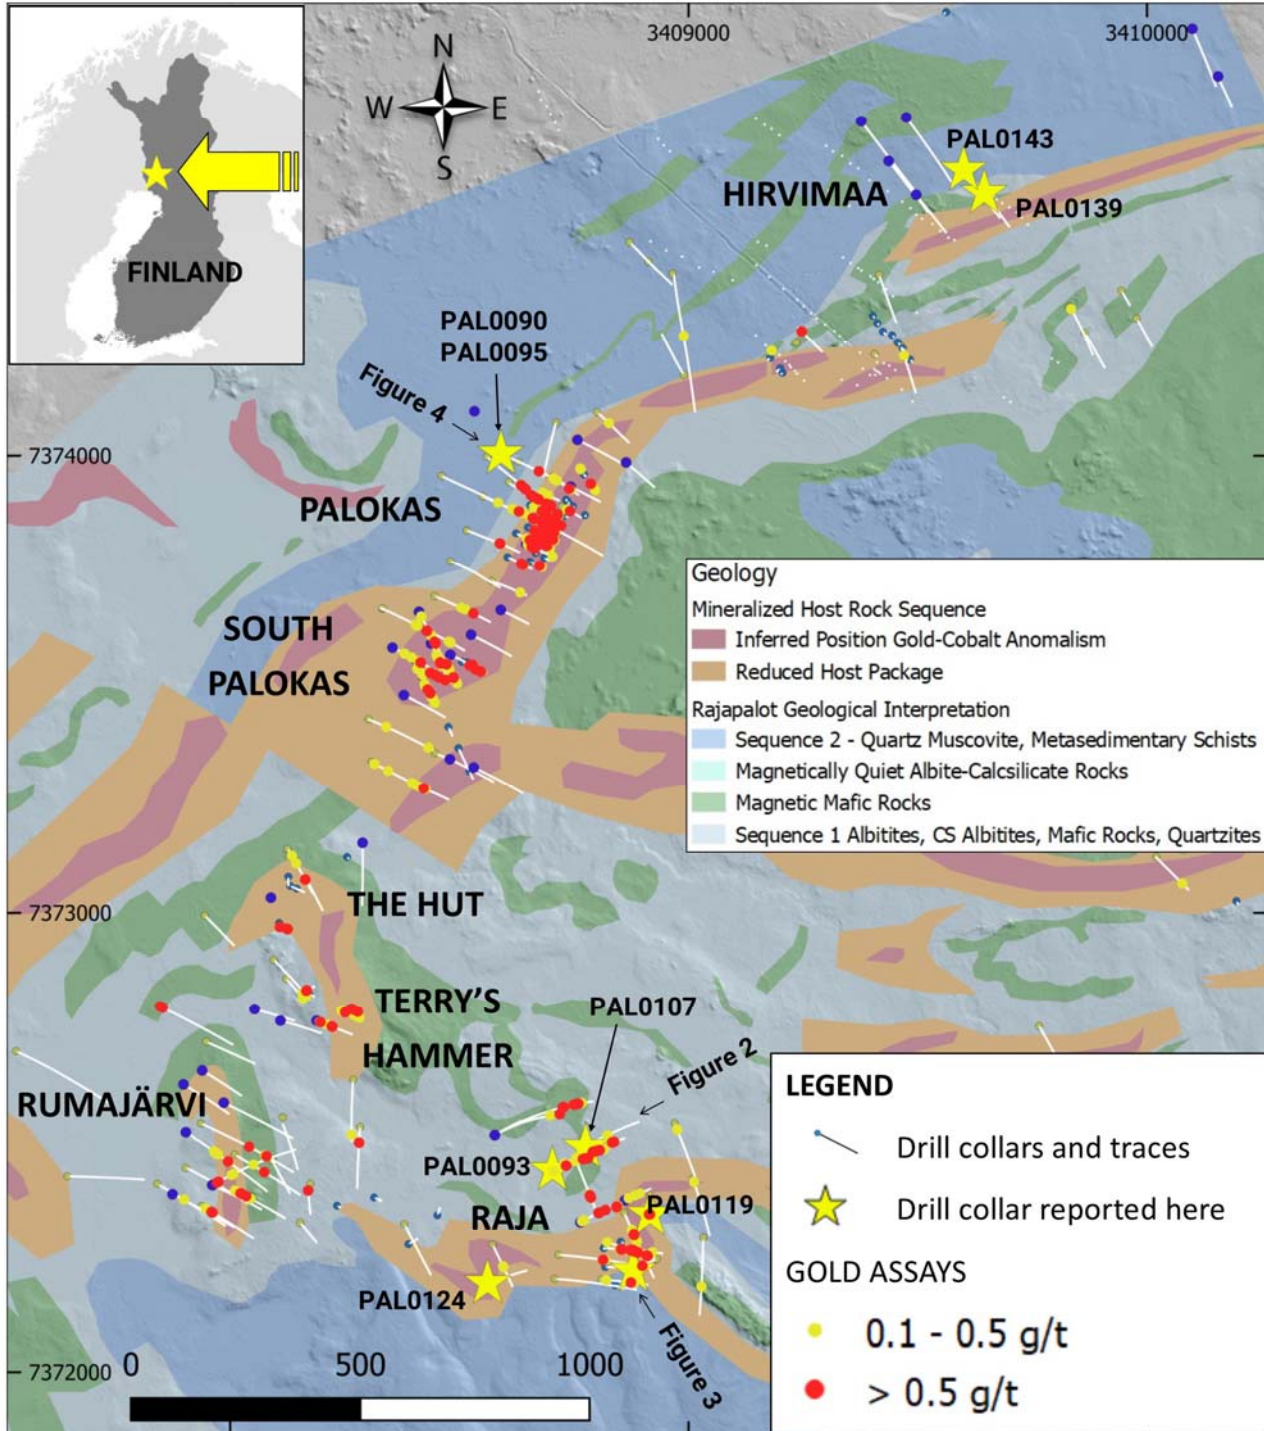 3409000
3410000
N
W
E
S
FINLAND
PAL0143
HIRVIMAA
PAL0139
PAL0090
PAL0095
Figure 4
7374000
PALOKAS
Geology
Mineralized Host Rock Sequence
Inferred Position Gold-Cobalt Anomalism
Reduced Host Package
Rajapalot Geological Interpretation
Sequence 2 - Quartz Muscovite, Metasedimentary Schists
Magnetically Quiet Albite-Calcsilicate Rocks
Magnetic Mafic Rocks
Sequence 1 Albitites, CS Albitites, Mafic Rocks, Quartzites
SOUTH
PALOKAS
THE HUT
7373000
TERRY'S
HAMMER
PAL0107
Figure 2
RUMAJÄRVI
PAL0093
RAJA
PAL0119
PAL0124
Figure 3
7372000
0
500
1000
LEGEND
Drill collars and traces
Drill collar reported here
GOLD ASSAYS
0.1 - 0.5 g/t
> 0.5 g/t